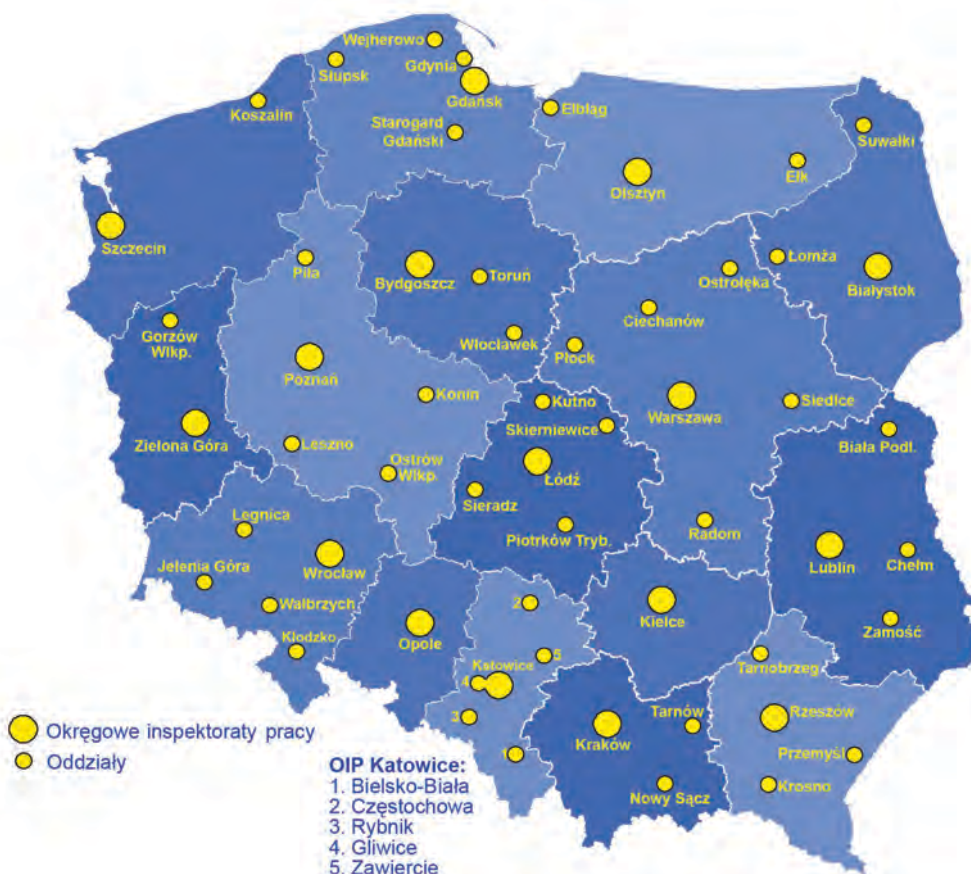 Wejherowo
Słupsk
Gdynia
Gdańsk
Koszalin
Starogard
Gdański
Elbląg
Suwałki
Ełk
Olsztyn
Szczecin
Piła
Bydgoszcz
Toruń
Ostrołęka
Łomża
Białystok
Ciechanów
Gorzów
Wlkp.
Włocławek
Płock
Poznań
Konin
Kutno
Warszawa
Siedlce
Skierniewice
Zielona Góra
Leszno
Biała Podl.
Ostrów
Wlkp.
Łódź
Sieradz
Legnica
Piotrków Tryb.
Radom
Jelenia Góra
Wrocław
Lublin
Chełm
Wałbrzych
2
Kielce
Zamość
Kłodzko
Opole
5
Katowice
Tarnobrzeg
4
3
Tarnów
Rzeszów
Kraków
Przemyśl
1
Nowy Sącz
Krosno
Okręgowe inspektoraty pracy
Oddziały
OIP Katowice:
1. Bielsko-Biała
2. Częstochowa
3. Rybnik
4. Gliwice
5. Zawiercie